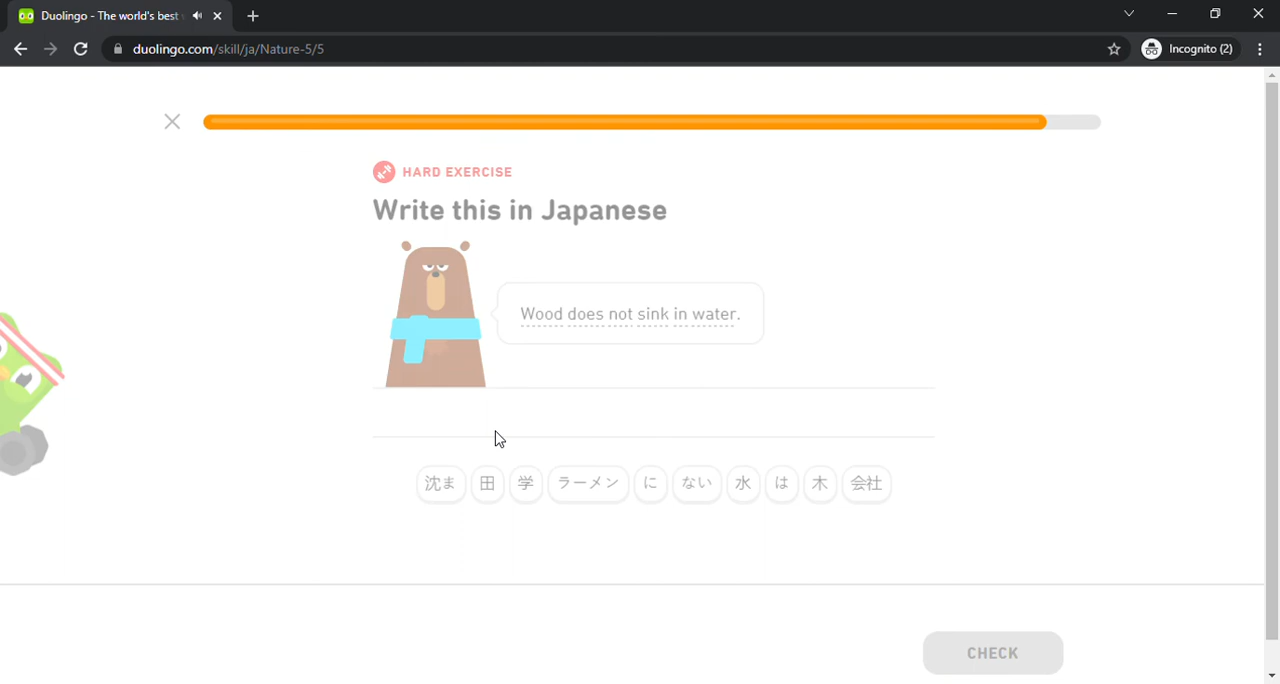 Duolingo - The world's best
duolingo.com/skill/ja/Nature-5/5
Incognito (2)
HARD EXERCISE
Write this in Japanese
Wood does not sink in water.
沈ま 田 学 ラーメン に ない 水 は 木 会社
CHECK